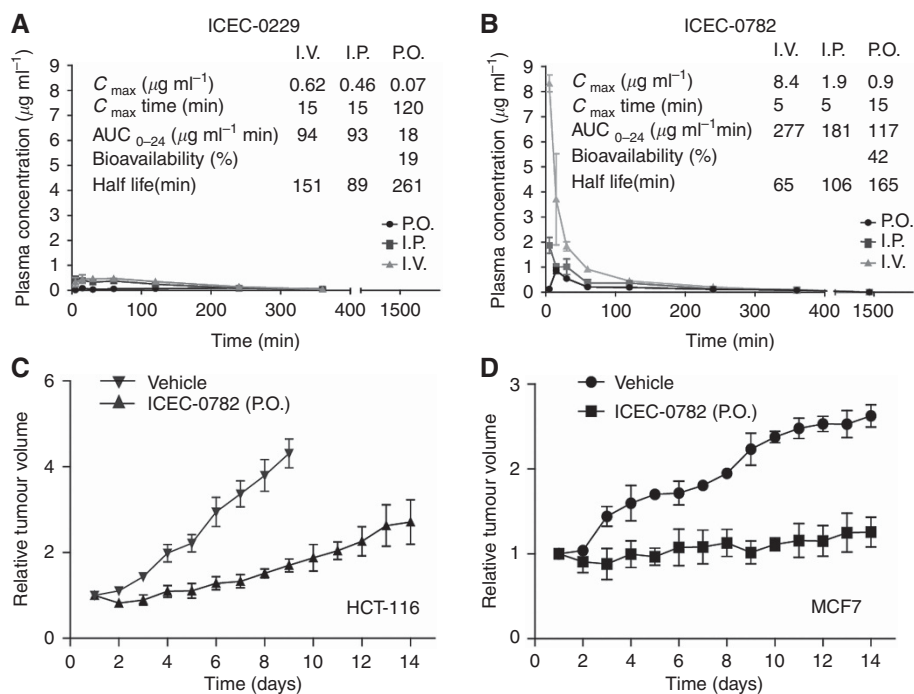 A
ICEC-0229
I.V. I.P. P.O.
C max (μg ml–1) 0.62 0.46 0.07
C max time (min) 15 15 120
AUC 0–24 (μg ml–1 min) 94 93 18
Bioavailability (%) 19
Half life(min) 151 89 261
P.O.
I.P.
I.V.
Plasma concentration (μg ml–1)
9
8
7
6
5
4
3
2
1
0
0 100 200 300 400 1500
Time (min)
B
ICEC-0782
I.V. I.P. P.O.
C max (μg ml–1) 8.4 1.9 0.9
C max time (min) 5 5 15
AUC 0–24 (μg ml–1min) 277 181 117
Bioavailability (%) 42
Half life(min) 65 106 165
P.O.
I.P.
I.V.
Plasma concentration (μg ml–1)
9
8
7
6
5
4
3
2
1
0
0 100 200 300 400 1500
Time (min)
C
Vehicle
ICEC-0782 (P.O.)
Relative tumour volume
6
4
2
0
HCT-116
0 2 4 6 8 10 12 14
Time (days)
D
Vehicle
ICEC-0782 (P.O.)
Relative tumour volume
3
2
1
0
MCF7
0 2 4 6 8 10 12 14
Time (days)